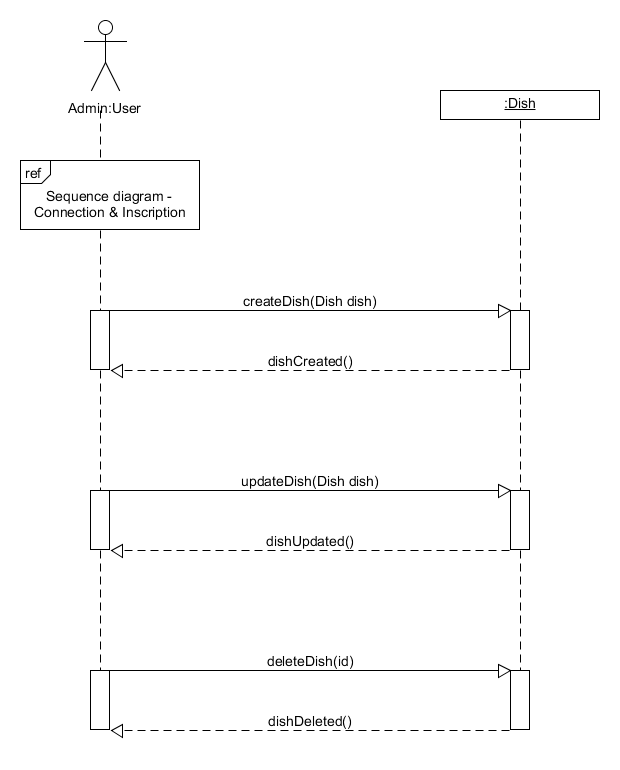 Admin:User
:Dish
ref
Sequence diagram -
Connection & Inscription
createDish(Dish dish)
dishCreated()
updateDish(Dish dish)
dishUpdated()
deleteDish(id)
dishDeleted()